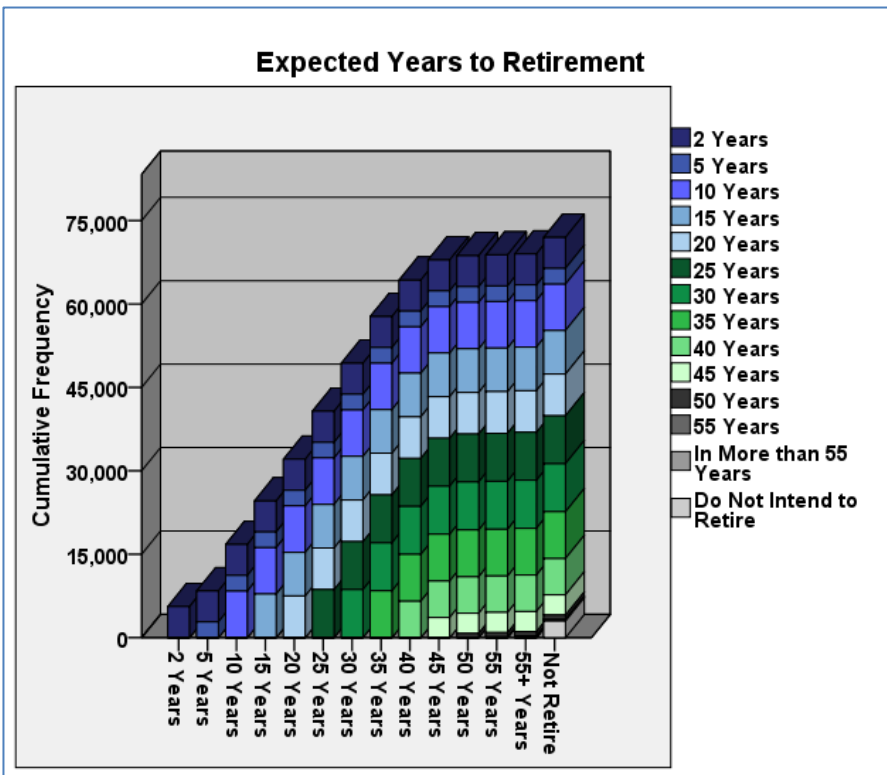 Expected Years to Retirement
Cumulative Frequency
75,000
60,000
45,000
30,000
15,000
0
2 Years
5 Years
10 Years
15 Years
20 Years
25 Years
30 Years
35 Years
40 Years
45 Years
50 Years
55 Years
55+ Years
Not Retire
2 Years
5 Years
10 Years
15 Years
20 Years
25 Years
30 Years
35 Years
40 Years
45 Years
50 Years
55 Years
In More than 55
Years
Do Not Intend to
Retire